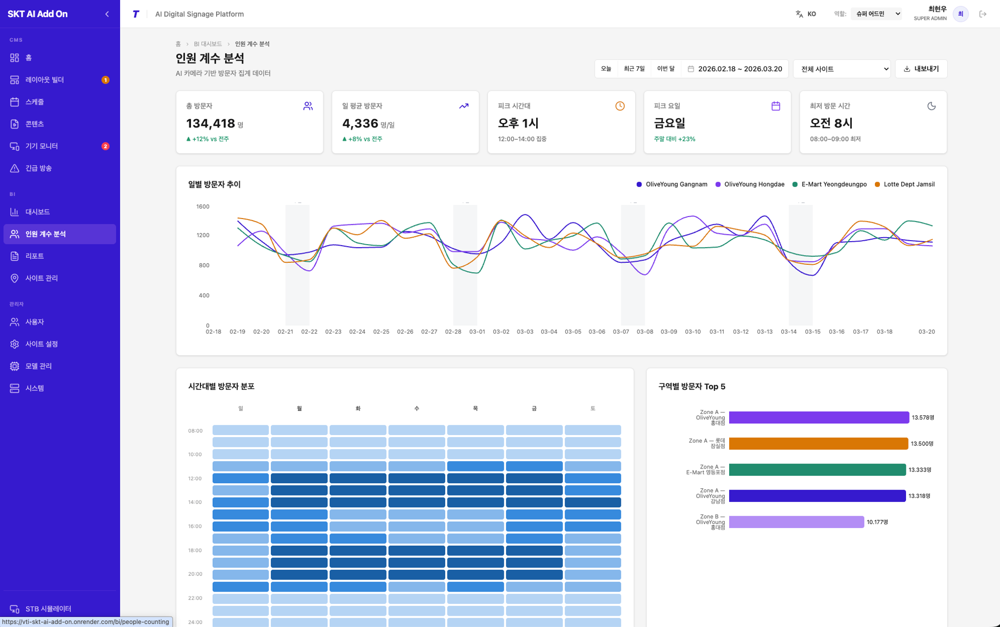 SKT AI Add On
CMS
홈
레이아웃 빌더
1
스케줄
콘텐츠
기기 모니터
2
긴급 방송
BI
대시보드
인원 계수 분석
리포트
사이트 관리
관리자
사용자
사이트 설정
모델 관리
시스템
STB 시뮬레이터
https://vti-skt-ai-add-on.onrender.com/bi/people-counting
T
AI Digital Signage Platform
KO
역할:
슈퍼 어드민
최현우
SUPER ADMIN
최
홈 › BI 대시보드 › 인원 계수 분석
인원 계수 분석
AI 카메라 기반 방문자 집계 데이터
오늘
최근 7일
이번 달
2026.02.18 ~ 2026.03.20
전체 사이트
내보내기
총 방문자
134,418 명
▲ +12% vs 전주
일 평균 방문자
4,336 명/일
▲ +8% vs 전주
피크 시간대
오후 1시
12:00–14:00 집중
피크 요일
금요일
주말 대비 +23%
최저 방문 시간
오전 8시
08:00–09:00 최저
일별 방문자 추이
OliveYoung Gangnam
OliveYoung Hongdae
E-Mart Yeongdeungpo
Lotte Dept Jamsil
1600
1200
800
400
0
02-18 02-19 02-20 02-21 02-22 02-23 02-24 02-25 02-26 02-27 02-28 03-01 03-02 03-03 03-04 03-05 03-06 03-07 03-08 03-09 03-10 03-11 03-12 03-13 03-14 03-15 03-16 03-17 03-18 03-20
시간대별 방문자 분포
일 월 화 수 목 금 토
08:00
10:00
12:00
14:00
16:00
18:00
20:00
22:00
24:00
구역별 방문자 Top 5
Zone A —
OliveYoung
홍대점
13.578명
Zone A — 롯데
잠실점
13.500명
Zone A —
E-Mart 영등포점
13.333명
Zone A —
OliveYoung
강남점
13.318명
Zone B —
OliveYoung
홍대점
10.177명